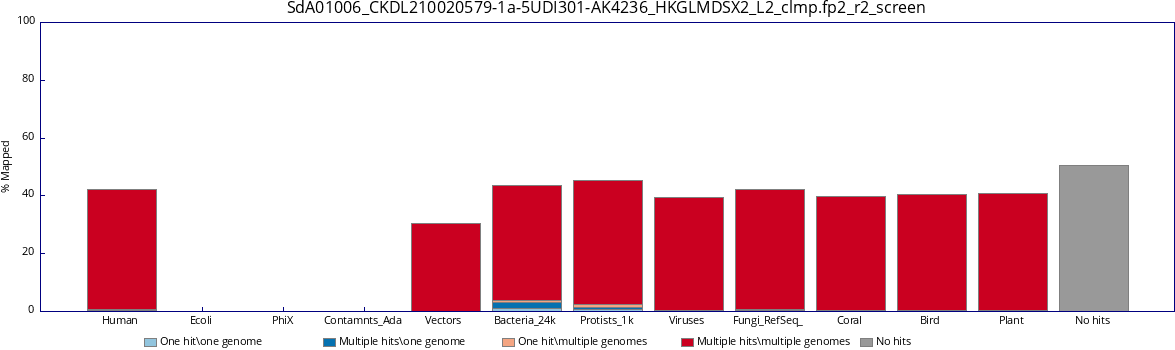 SdA01006_CKDL210020579-1a-5UDI301-AK4236_HKGLMDSX2_L2_clmp.fp2_r2_screen
100
80
60
40
20
0
% Mapped
Human Ecoli PhiX Contamnts_Ada Vectors Bacteria_24k Protists_1k Viruses Fungi_RefSeq_ Coral Bird Plant No hits
One hit\one genome Multiple hits\one genome One hit\multiple genomes Multiple hits\multiple genomes No hits